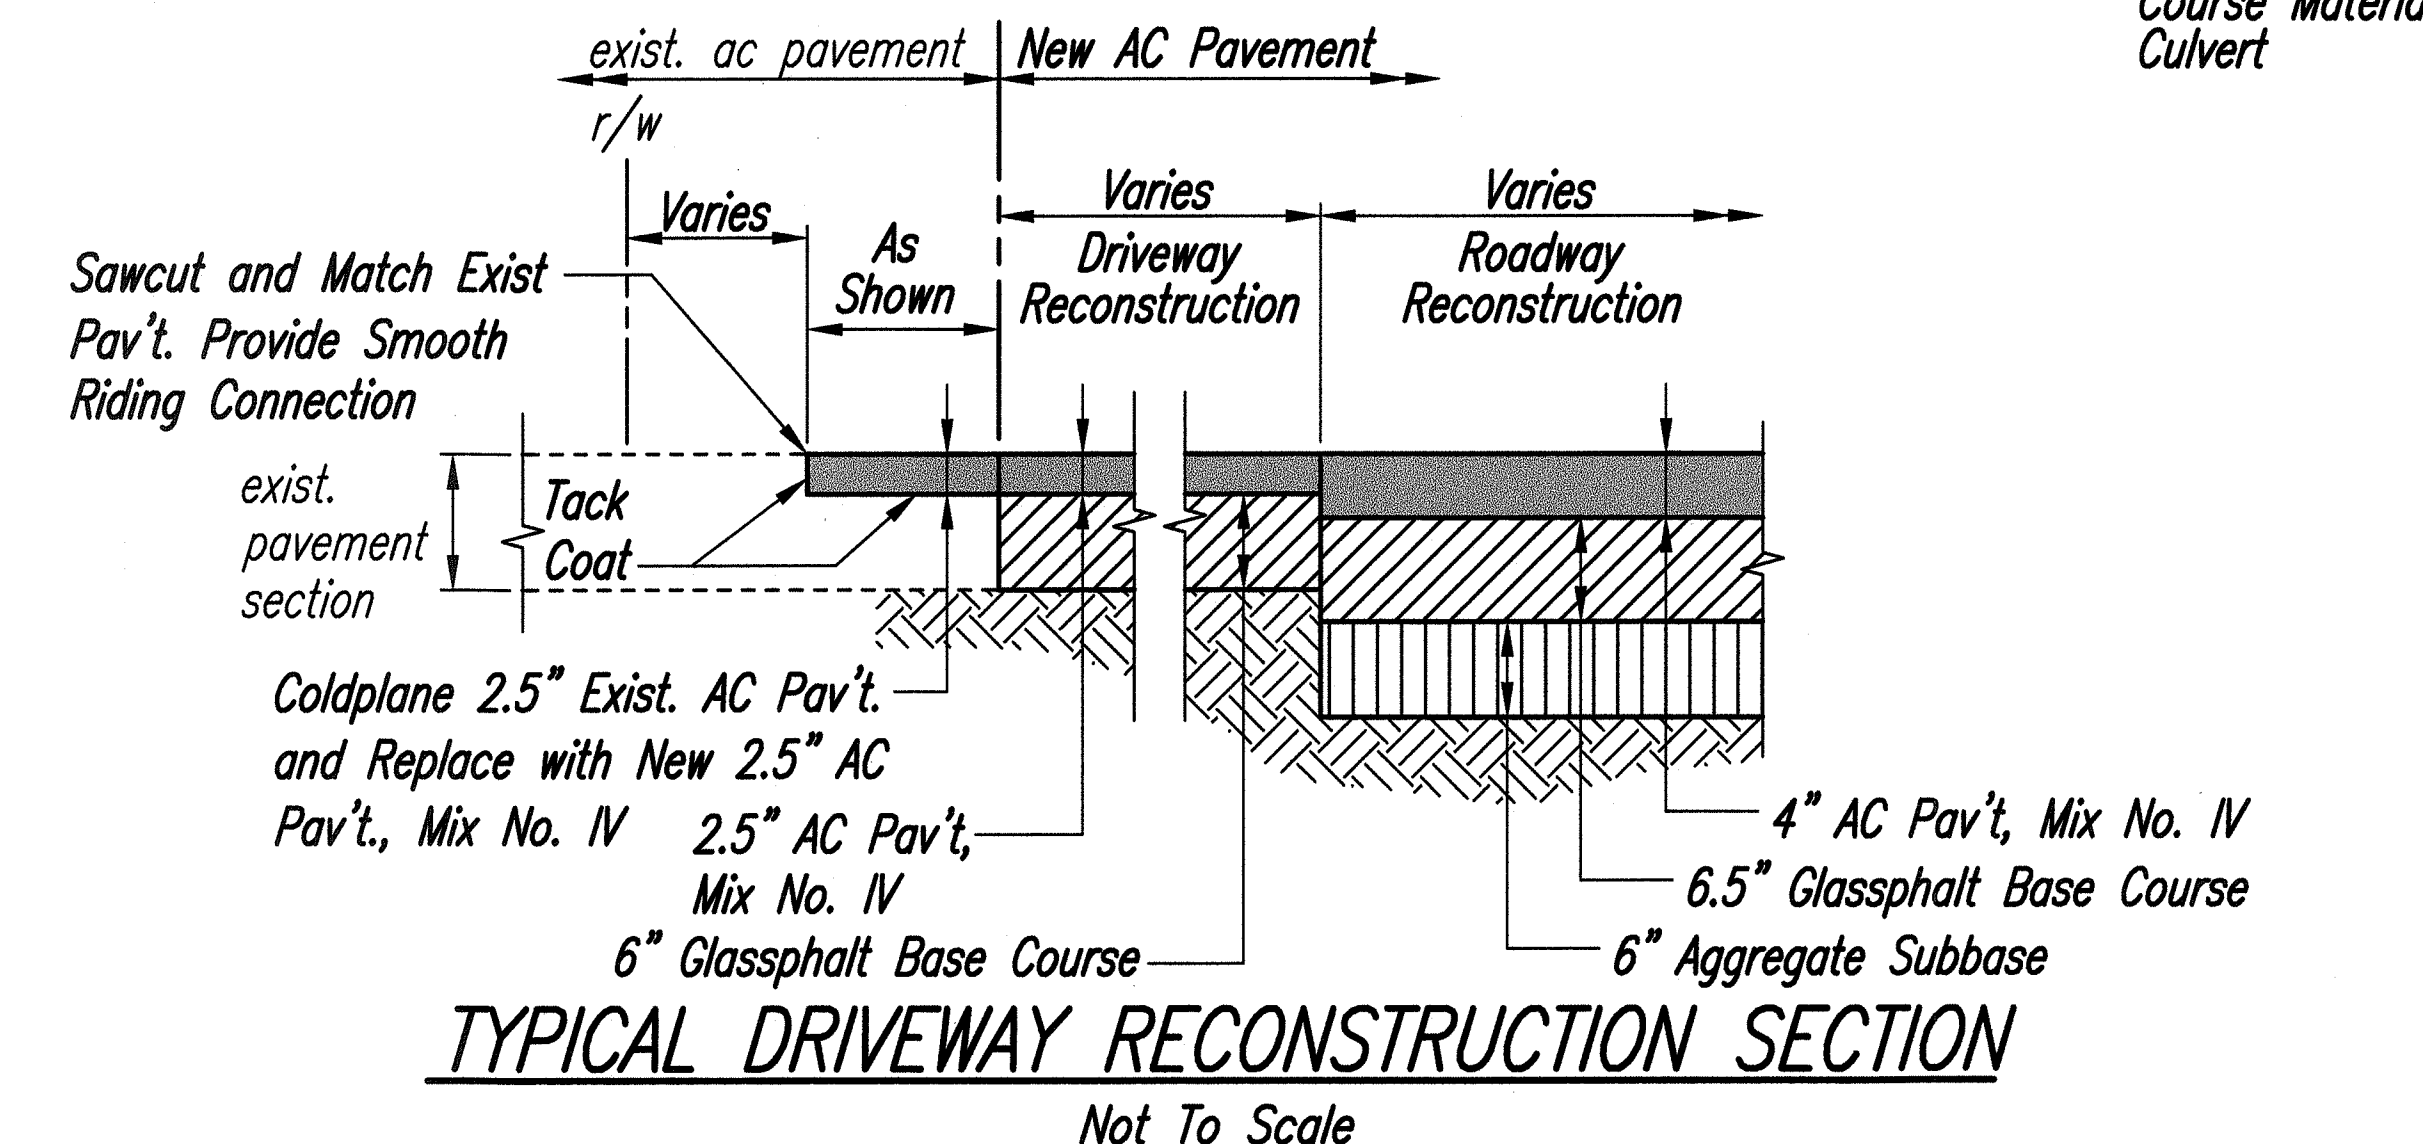 Course Material
Culvert
exist. ac pavement
New AC Pavement
r/w
Varies
Varies
Varies
As
Shown
Driveway
Reconstruction
Roadway
Reconstruction
Sawcut and Match Exist
Pav't. Provide Smooth
Riding Connection
exist.
pavement
section
Tack
Coat
Coldplane 2.5" Exist. AC Pav't.
and Replace with New 2.5" AC
Pav't., Mix No. IV
2.5" AC Pav't,
Mix No. IV
6" Glassphalt Base Course
4" AC Pav't, Mix No. IV
6.5" Glassphalt Base Course
6" Aggregate Subbase
TYPICAL DRIVEWAY RECONSTRUCTION SECTION
Not To Scale